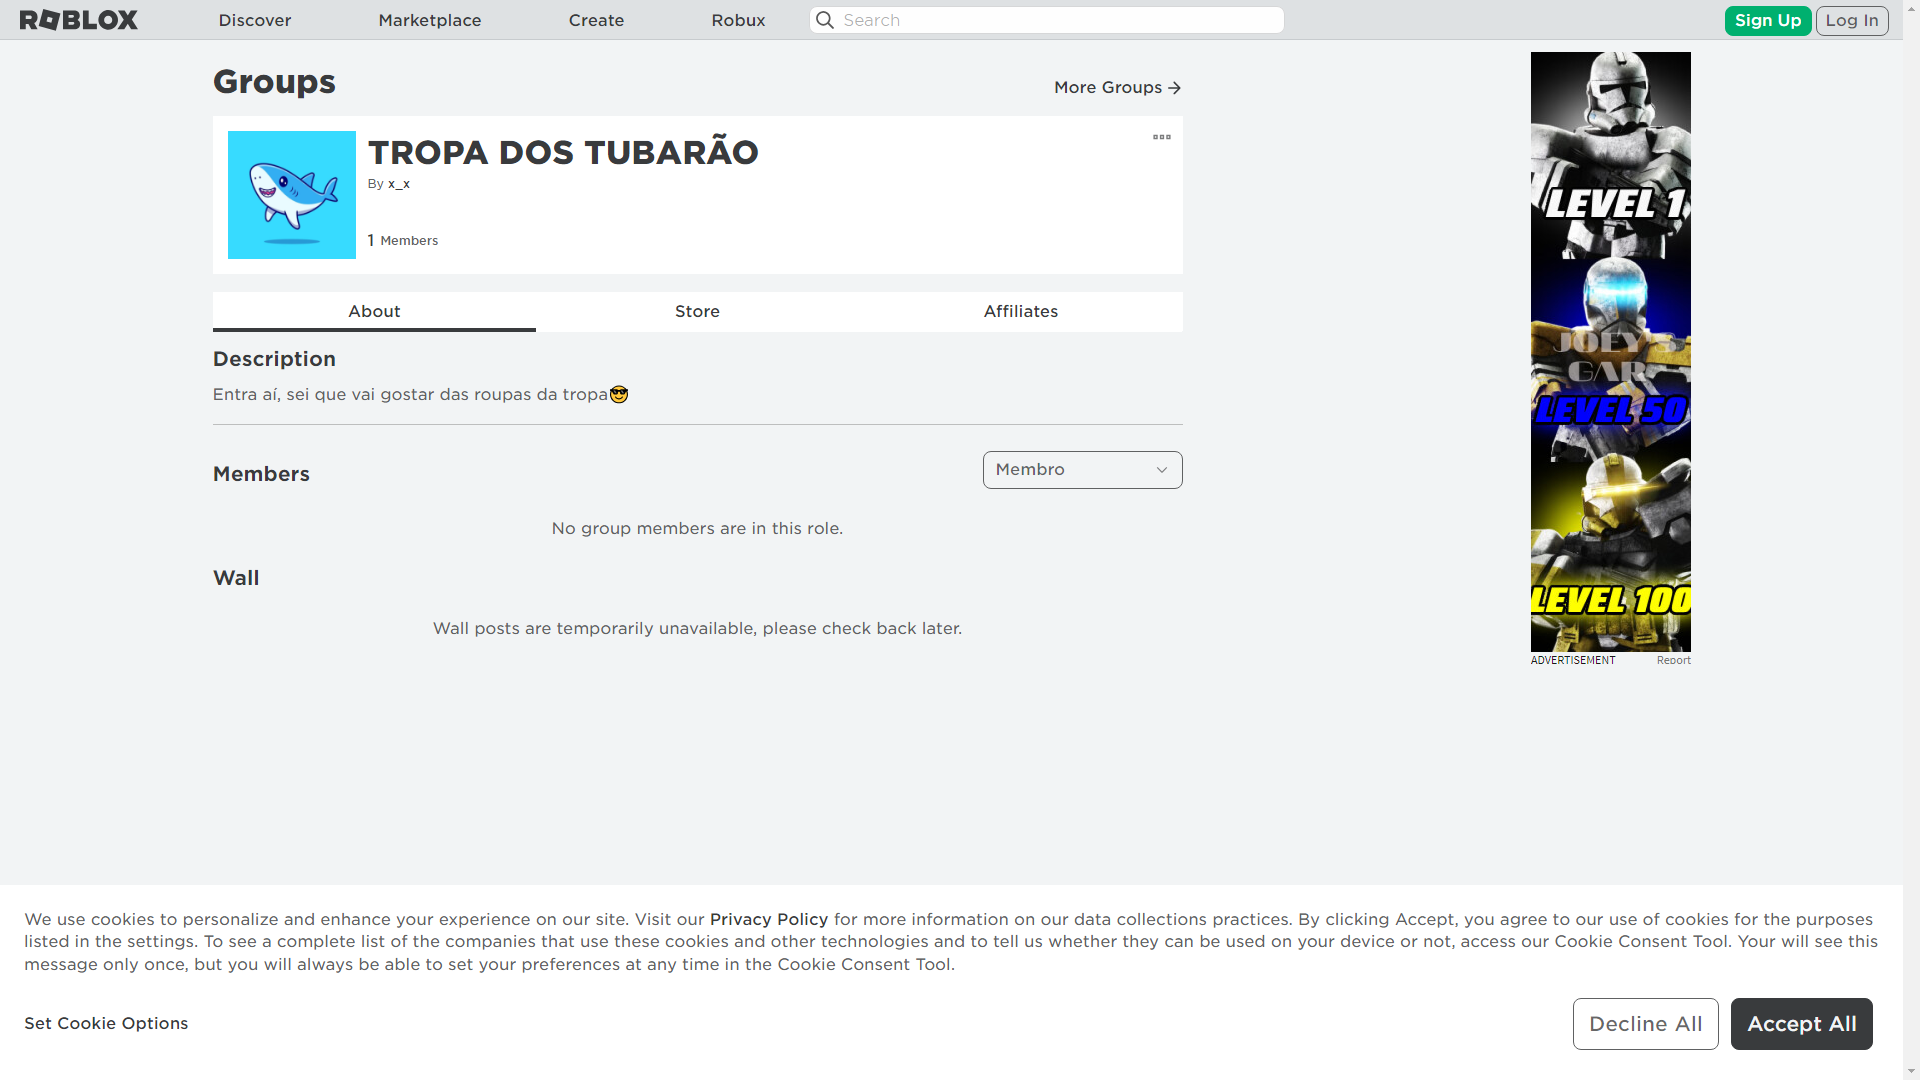 ROBLOX
Discover
Marketplace
Create
Robux
Search
Sign Up
Log In
Groups
More Groups
TROPA DOS TUBARÃO
By x_x
1 Members
About
Store
Affiliates
Description
Entra aí, sei que vai gostar das roupas da tropa😎
Members
Membro
No group members are in this role.
Wall
Wall posts are temporarily unavailable, please check back later.
LEVEL 1
JOEY'S
GAR
LEVEL 50
LEVEL 100
ADVERTISEMENT
Report
We use cookies to personalize and enhance your experience on our site. Visit our Privacy Policy for more information on our data collections practices. By clicking Accept, you agree to our use of cookies for the purposes
listed in the settings. To see a complete list of the companies that use these cookies and other technologies and to tell us whether they can be used on your device or not, access our Cookie Consent Tool. Your will see this
message only once, but you will always be able to set your preferences at any time in the Cookie Consent Tool.
Set Cookie Options
Decline All
Accept All